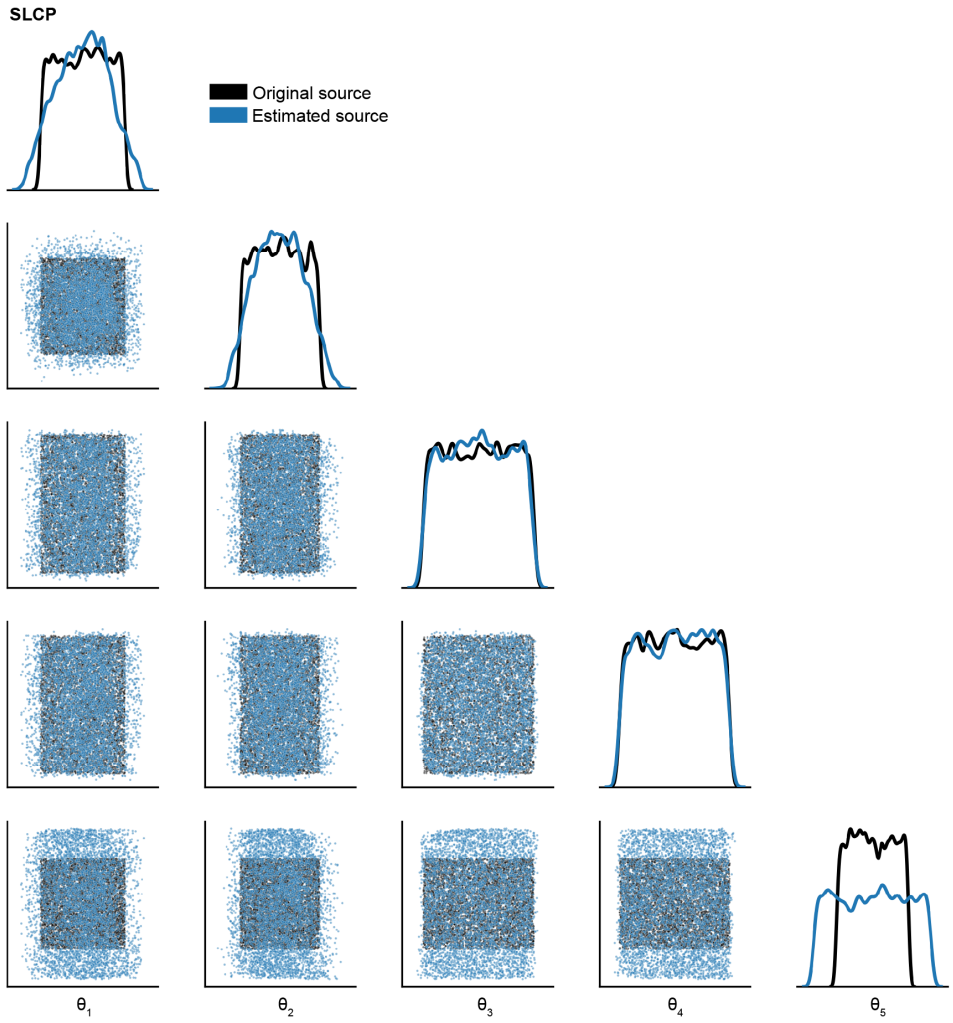 SLCP
Original source
Estimated source
θ1 θ2 θ3 θ4 θ5